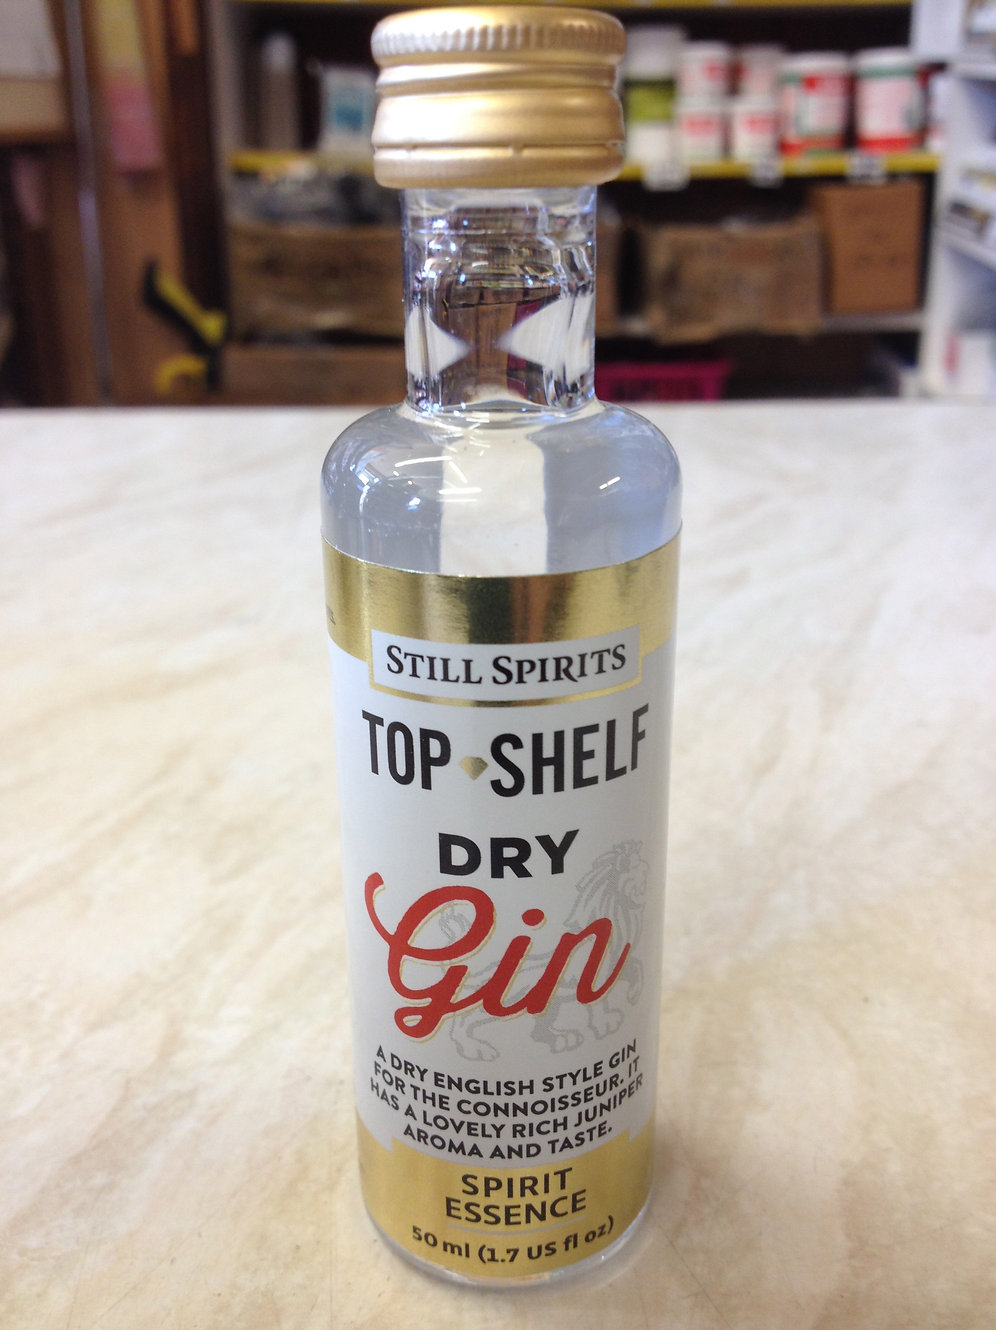 STILL SPIRITS
TOP SHELF
DRY
Gin
A DRY ENGLISH STYLE GIN
FOR THE CONNOISSEUR. IT
HAS A LOVELY RICH JUNIPER
AROMA AND TASTE.
SPIRIT
ESSENCE
50 ml (1.7 US fl oz)